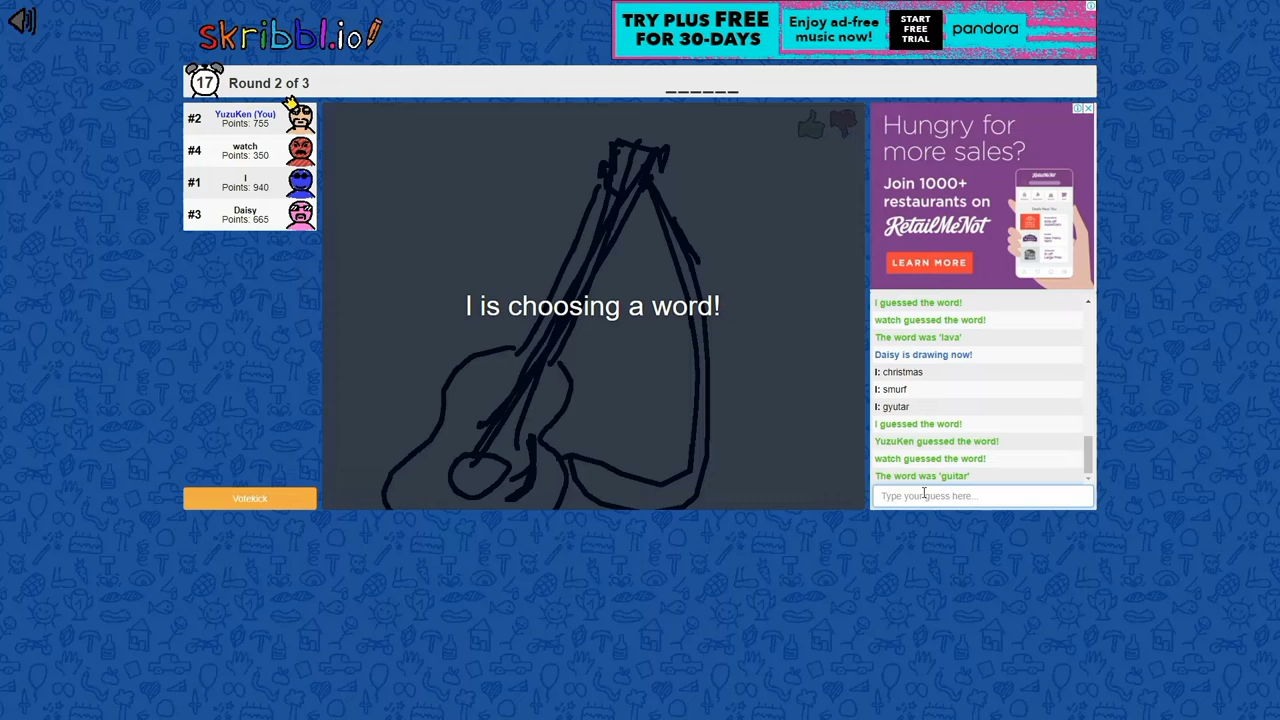 skribbl.io
TRY PLUS FREE
FOR 30-DAYS
Enjoy ad-free
music now!
START
FREE
TRIAL
pandora
17
Round 2 of 3
______
#2
YuzuKen (You)
Points: 755
#4
watch
Points: 350
#1
I
Points: 940
#3
Daisy
Points: 665
Votekick
I is choosing a word!
Hungry for
more sales?
Join 1000+
restaurants on
RetailMeNot
LEARN MORE
I guessed the word!
watch guessed the word!
The word was 'lava'
Daisy is drawing now!
I: christmas
I: smurf
I: gyutar
I guessed the word!
YuzuKen guessed the word!
watch guessed the word!
The word was 'guitar'
Type your guess here...